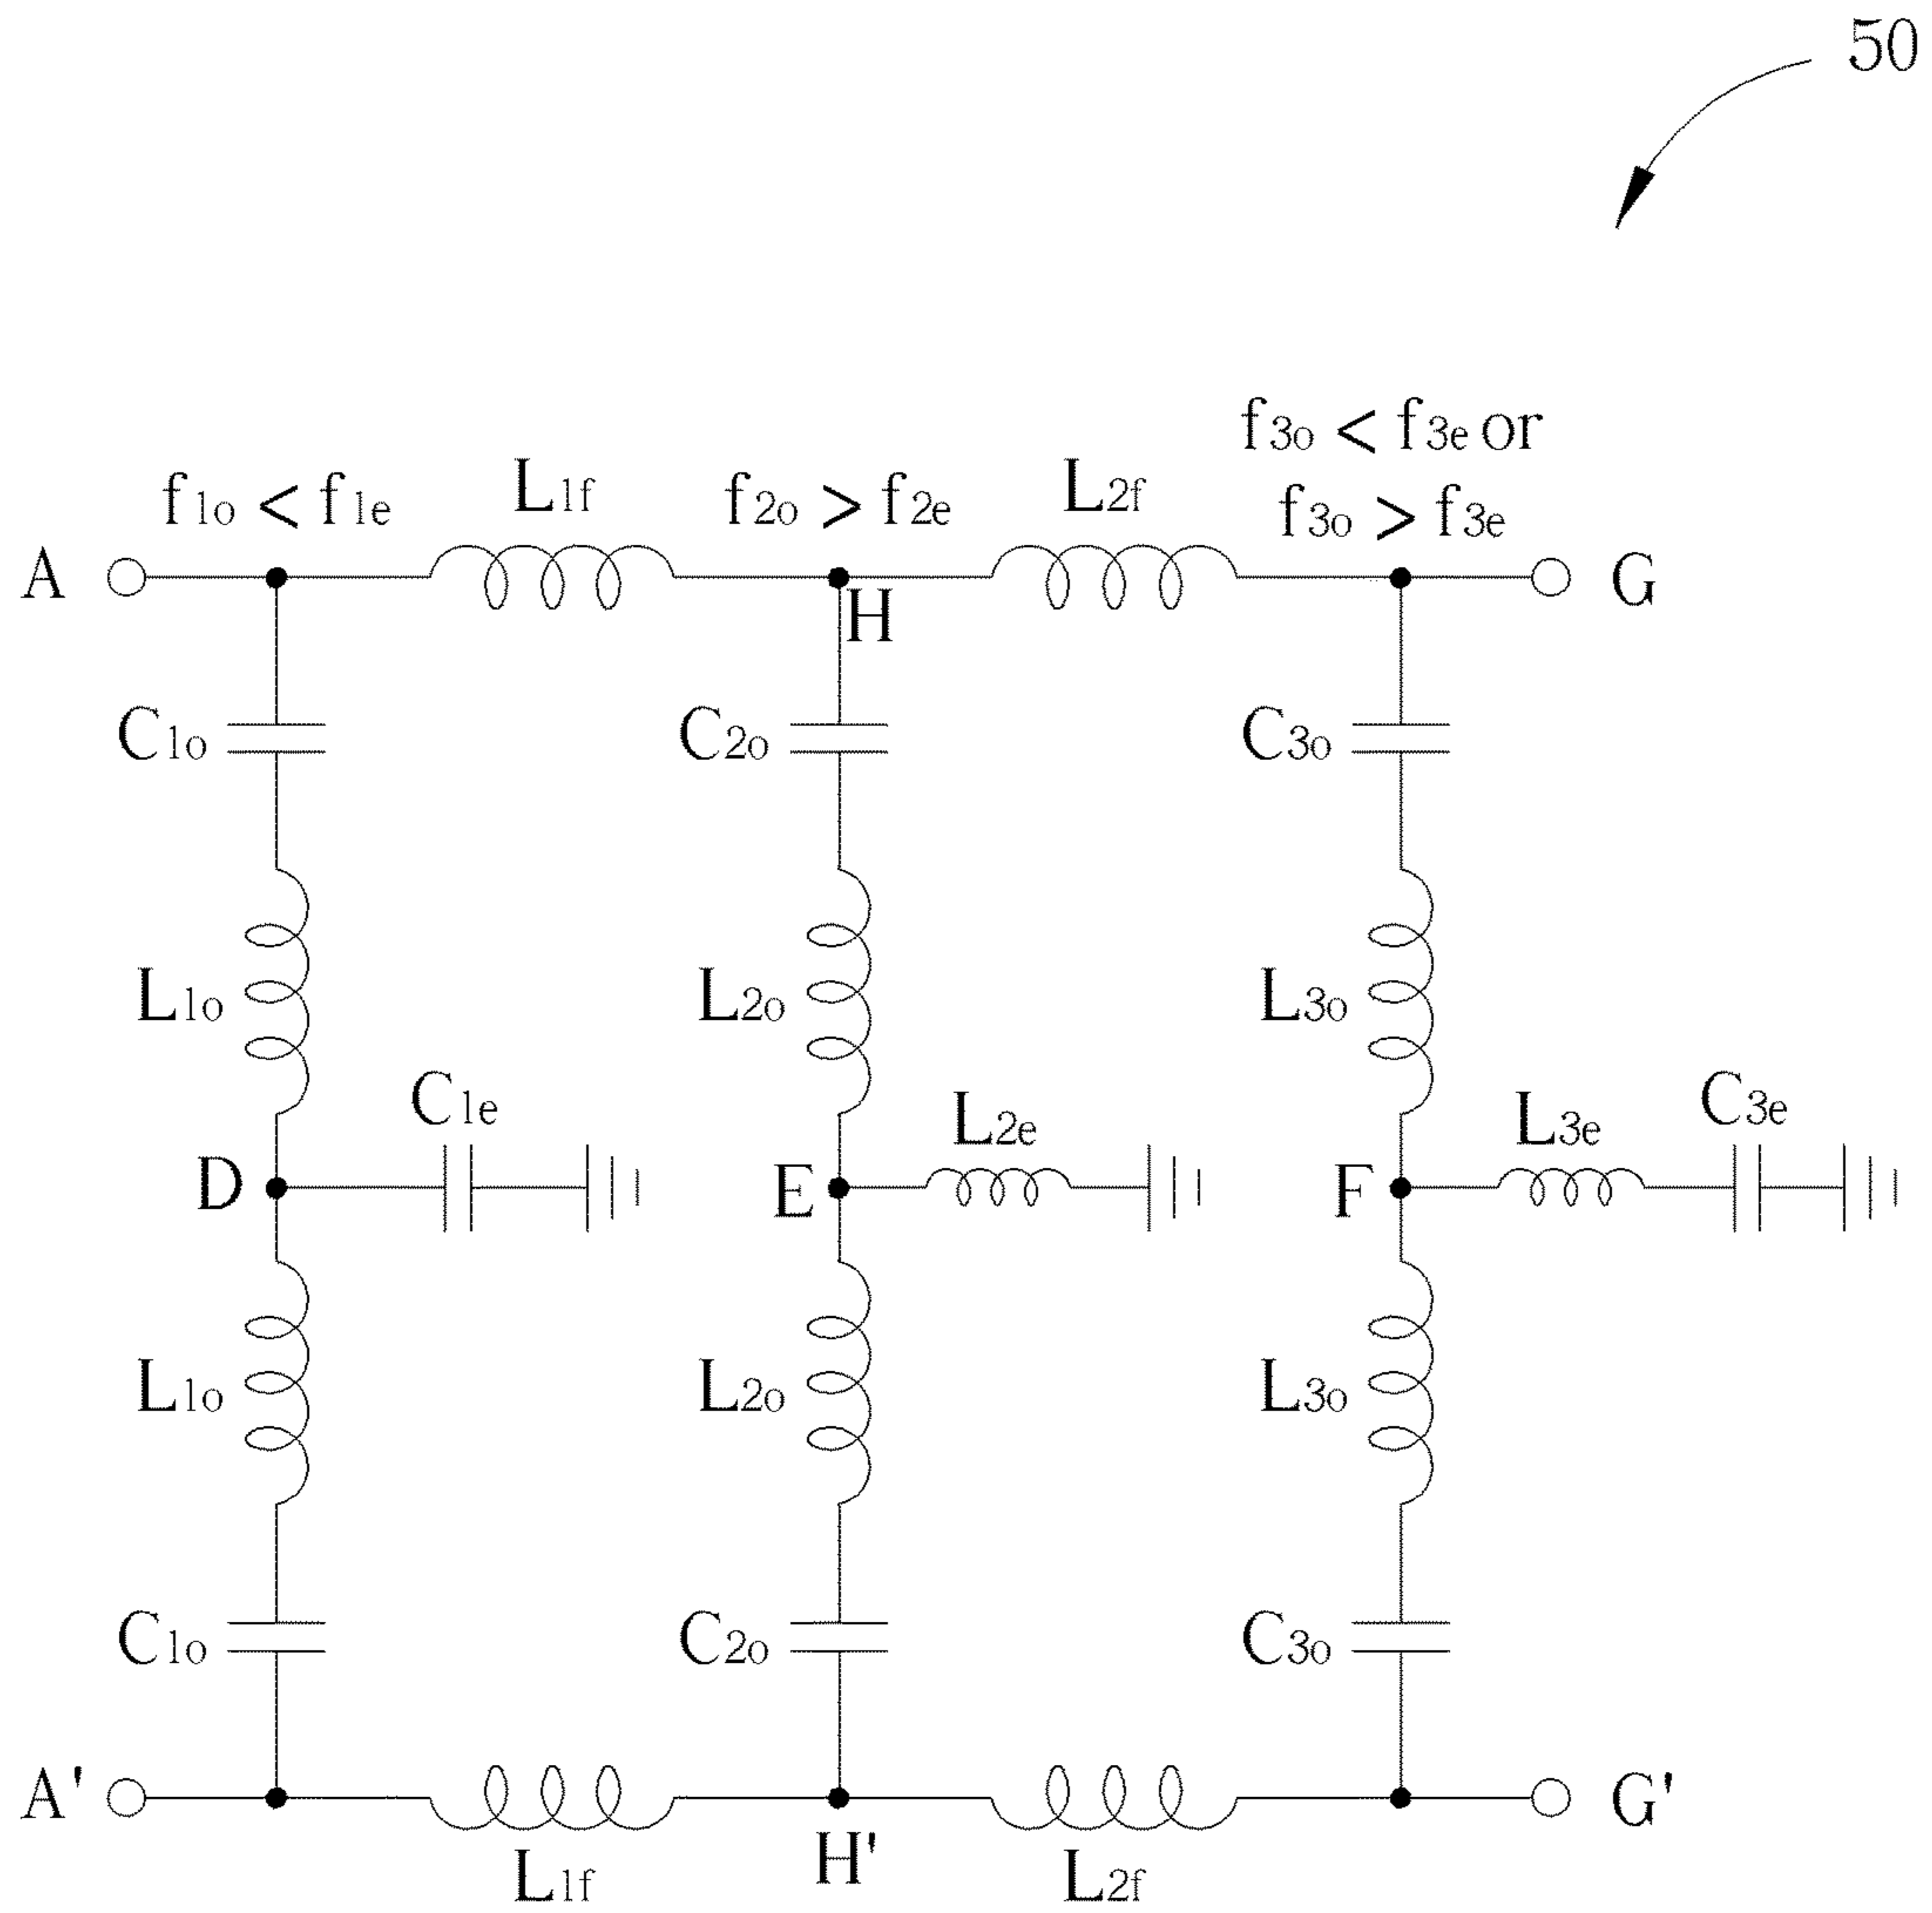 50
f3o < f3e or
f3o > f3e
f1o < f1e
L1f
f2o > f2e
L2f
A
H
G
C1o
C2o
C3o
L1o
L2o
L3o
C1e
L2e
L3e
C3e
D
E
F
L1o
L2o
L3o
C1o
C2o
C3o
A'
H'
G'
L1f
L2f